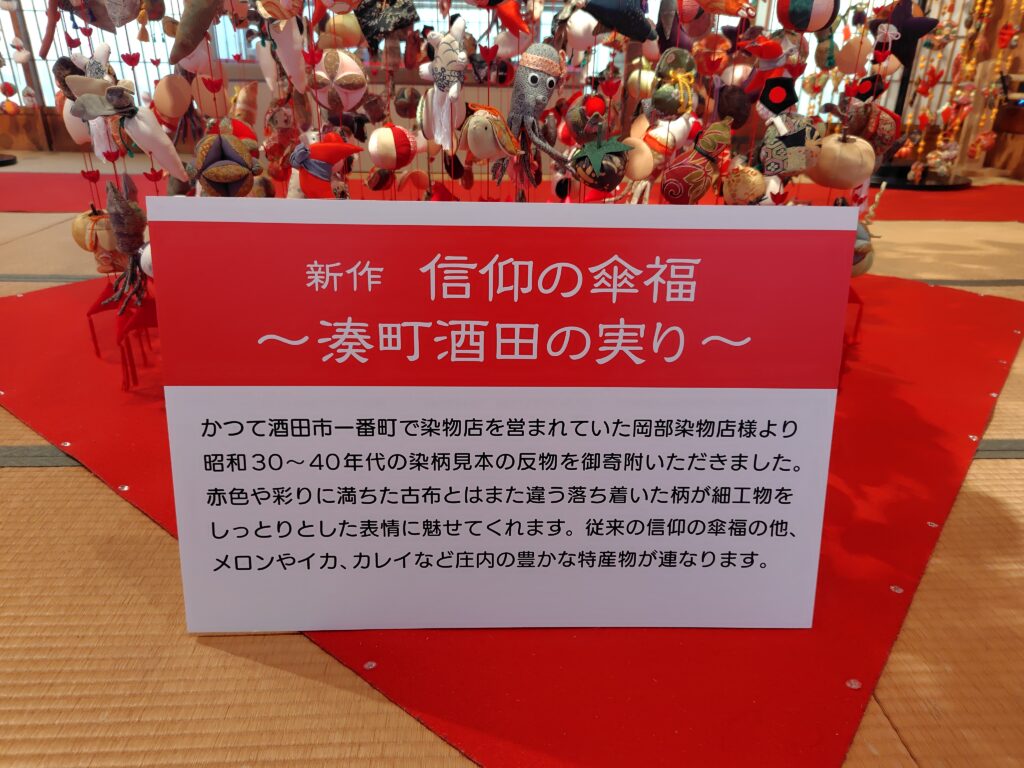 新作 信仰の傘福
～湊町酒田の実り～
かつて酒田市一番町で染物店を営まれていた岡部染物店様より
昭和30～40年代の染柄見本の反物を御寄附いただきました。
赤色や彩りに満ちた古布とはまた違う落ち着いた柄が細工物を
しっとりとした表情に魅せてくれます。従来の信仰の傘福の他、
メロンやイカ、カレイなど庄内の豊かな特産物が連なります。